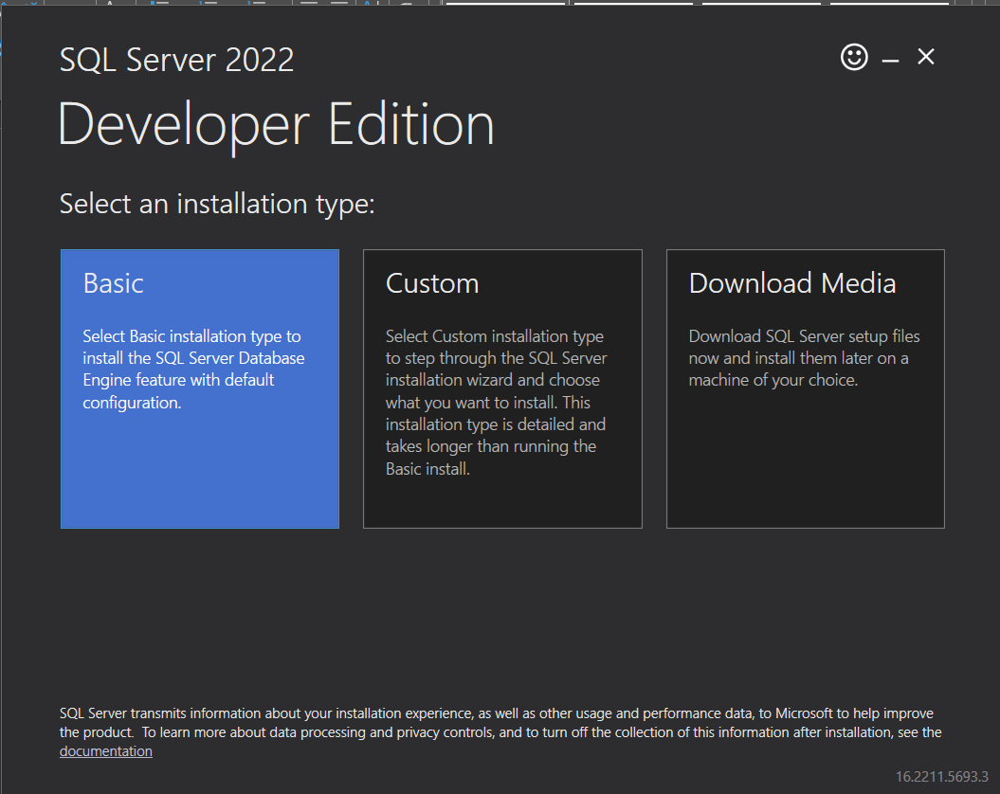 SQL Server 2022
Developer Edition
Select an installation type:
Basic
Select Basic installation type to
install the SQL Server Database
Engine feature with default
configuration.
Custom
Select Custom installation type
to step through the SQL Server
installation wizard and choose
what you want to install. This
installation type is detailed and
takes longer than running the
Basic install.
Download Media
Download SQL Server setup files
now and install them later on a
machine of your choice.
SQL Server transmits information about your installation experience, as well as other usage and performance data, to Microsoft to help improve
the product.  To learn more about data processing and privacy controls, and to turn off the collection of this information after installation, see the
documentation
16.2211.5693.3